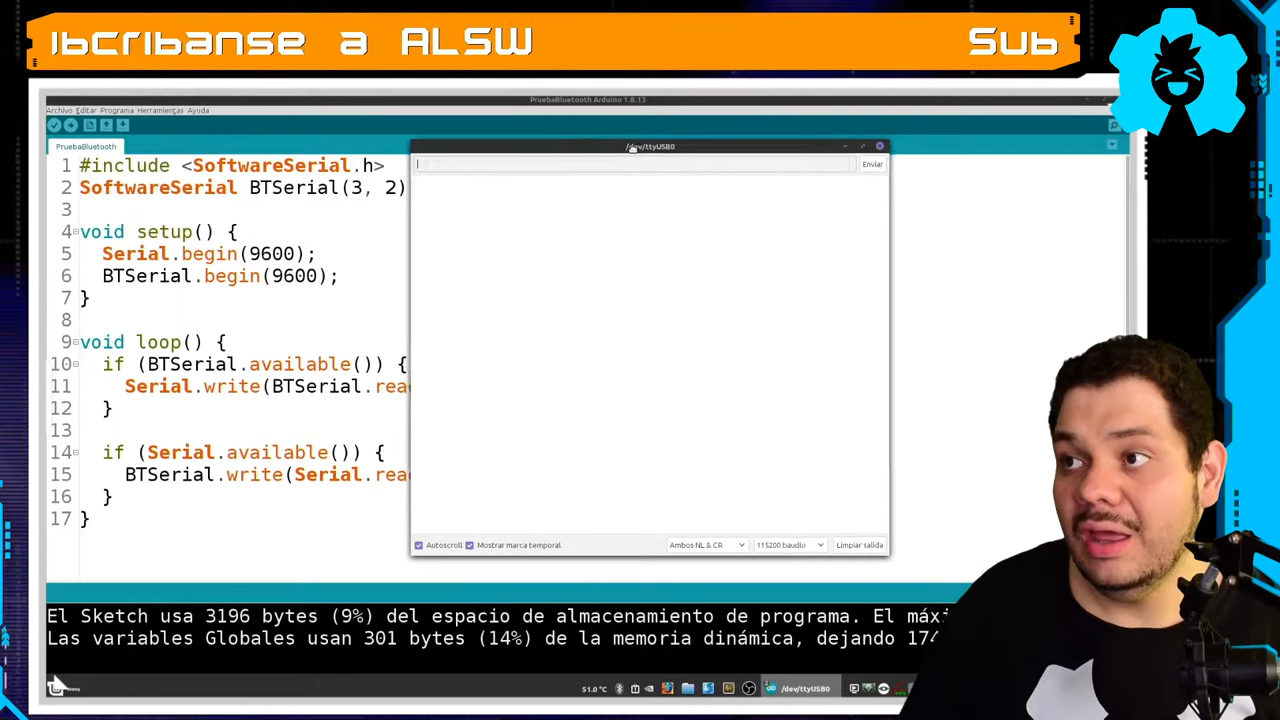 ibcribanse a ALSW
Sub
PruebaBluetooth Arduino 1.8.13
Archivo Editar Programa Herramientas Ayuda
PruebaBluetooth
/dev/ttyUSB0
Enviar
1 #include <SoftwareSerial.h>
2 SoftwareSerial BTSerial(3, 2)
3
4 void setup() {
5 Serial.begin(9600);
6 BTSerial.begin(9600);
7 }
8
9 void loop() {
10 if (BTSerial.available()) {
11 Serial.write(BTSerial.rea
12 }
13
14 if (Serial.available()) {
15 BTSerial.write(Serial.rea
16 }
17 }
Autoscroll Mostrar marca temporal Ambos NL & CR 115200 baudio Limpiar salida
El Sketch usa 3196 bytes (9%) del espacio de almacenamiento de programa. El máxi
Las variables Globales usan 301 bytes (14%) de la memoria dinámica, dejando 174
Menu 51.0 °C /dev/ttyUSB0